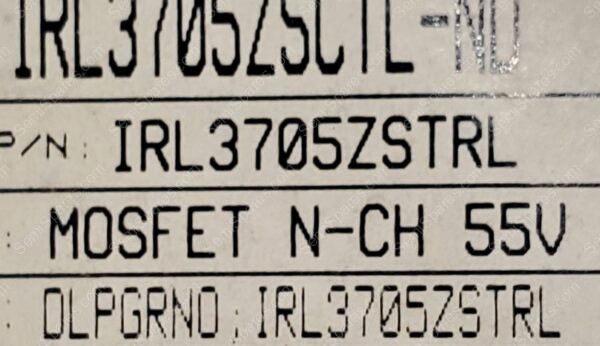 IRL3705ZSCTL-ND
P/N: IRL3705ZSTRL
: MOSFET N-CH 55V
: DLPGRNO;IRL3705ZSTRL